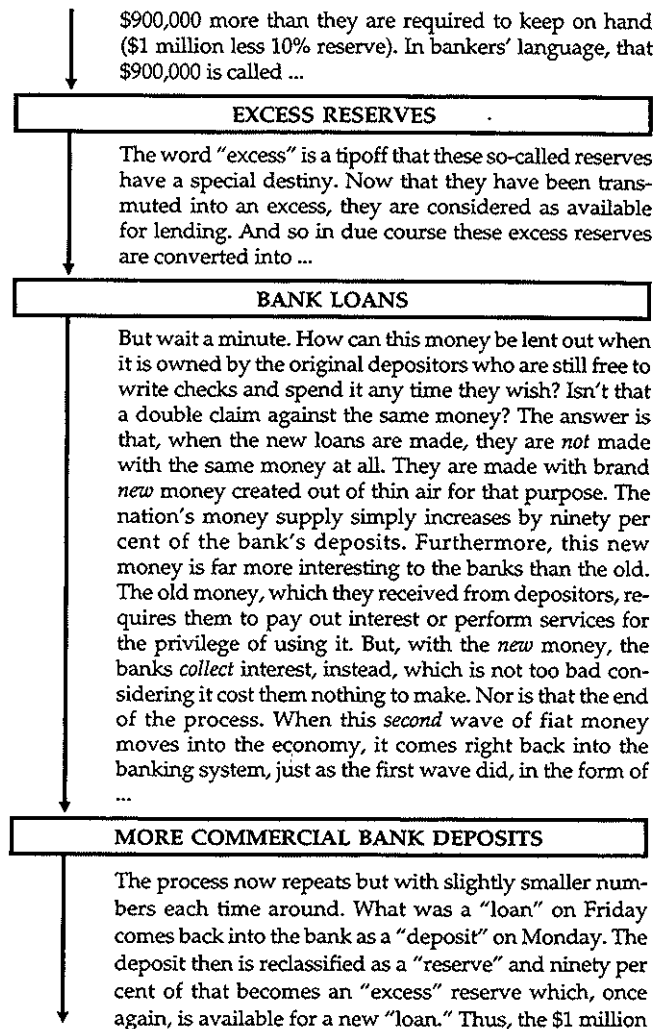 $900,000 more than they are required to keep on hand
($1 million less 10% reserve). In bankers' language, that
$900,000 is called ...
EXCESS RESERVES
The word "excess" is a tipoff that these so-called reserves
have a special destiny. Now that they have been trans-
muted into an excess, they are considered as available
for lending. And so in due course these excess reserves
are converted into ...
BANK LOANS
But wait a minute. How can this money be lent out when
it is owned by the original depositors who are still free to
write checks and spend it any time they wish? Isn't that
a double claim against the same money? The answer is
that, when the new loans are made, they are not made
with the same money at all. They are made with brand
new money created out of thin air for that purpose. The
nation's money supply simply increases by ninety per
cent of the bank's deposits. Furthermore, this new
money is far more interesting to the banks than the old.
The old money, which they received from depositors, re-
quires them to pay out interest or perform services for
the privilege of using it. But, with the new money, the
banks collect interest, instead, which is not too bad con-
sidering it cost them nothing to make. Nor is that the end
of the process. When this second wave of fiat money
moves into the economy, it comes right back into the
banking system, just as the first wave did, in the form of
...
MORE COMMERCIAL BANK DEPOSITS
The process now repeats but with slightly smaller num-
bers each time around. What was a "loan" on Friday
comes back into the bank as a "deposit" on Monday. The
deposit then is reclassified as a "reserve" and ninety per
cent of that becomes an "excess" reserve which, once
again, is available for a new "loan." Thus, the $1 million